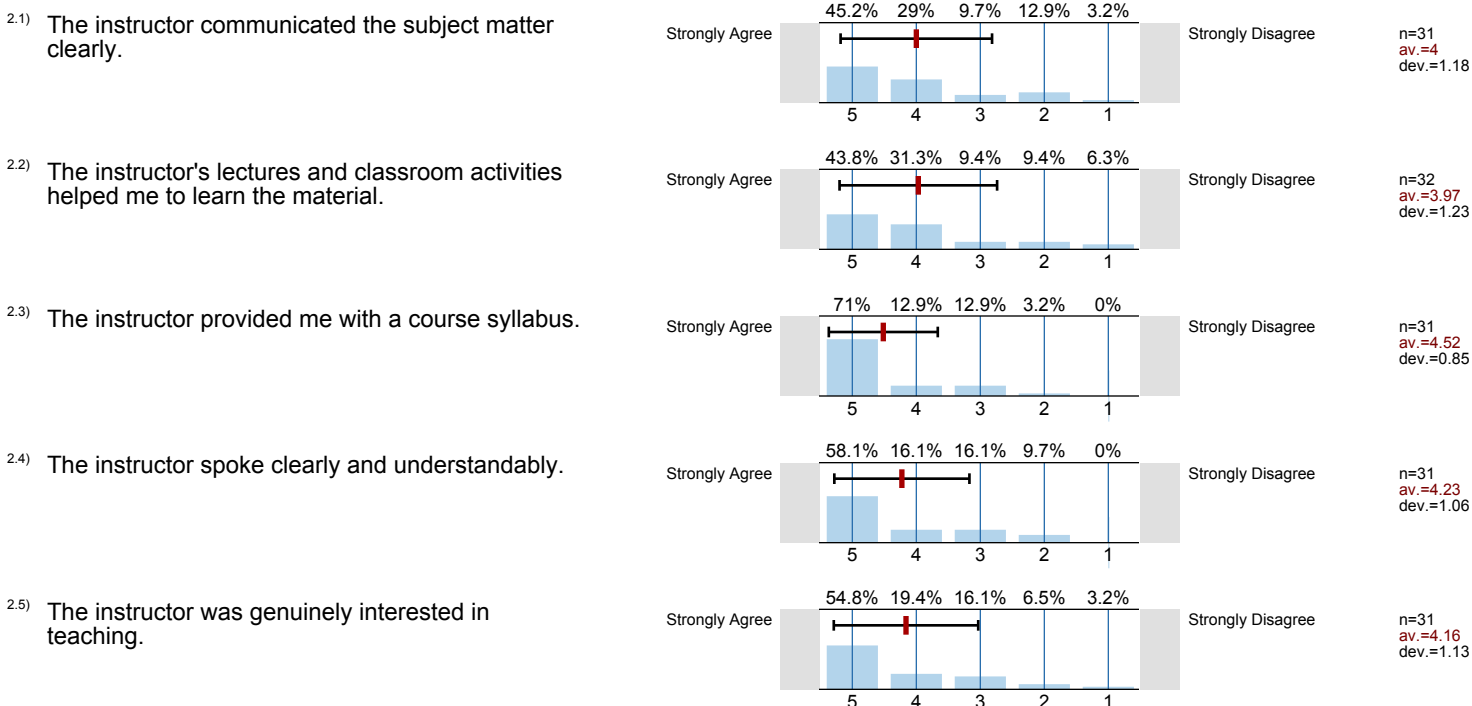 45.2% 29% 9.7% 12.9% 3.2%
2.1) The instructor communicated the subject matter
clearly.
Strongly Agree
Strongly Disagree
n=31
av.=4
dev.=1.18
5 4 3 2 1
43.8% 31.3% 9.4% 9.4% 6.3%
2.2) The instructor's lectures and classroom activities
helped me to learn the material.
Strongly Agree
Strongly Disagree
n=32
av.=3.97
dev.=1.23
5 4 3 2 1
71% 12.9% 12.9% 3.2% 0%
2.3) The instructor provided me with a course syllabus.
Strongly Agree
Strongly Disagree
n=31
av.=4.52
dev.=0.85
5 4 3 2 1
58.1% 16.1% 16.1% 9.7% 0%
2.4) The instructor spoke clearly and understandably.
Strongly Agree
Strongly Disagree
n=31
av.=4.23
dev.=1.06
5 4 3 2 1
54.8% 19.4% 16.1% 6.5% 3.2%
2.5) The instructor was genuinely interested in
teaching.
Strongly Agree
Strongly Disagree
n=31
av.=4.16
dev.=1.13
5 4 3 2 1